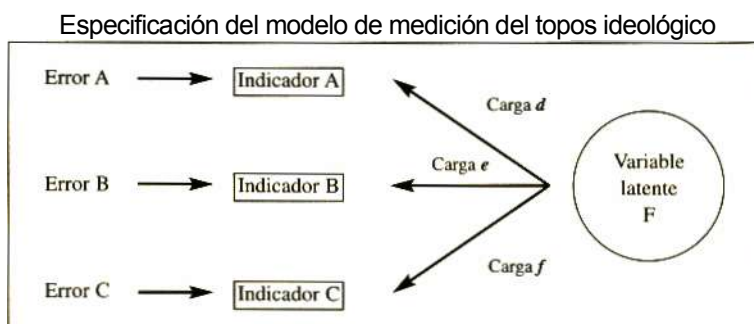 Especificación del modelo de medición del topos ideológico
Error A
Indicador A
Carga d
Error B
Indicador B
Carga e
Variable
latente
F
Error C
Indicador C
Carga f